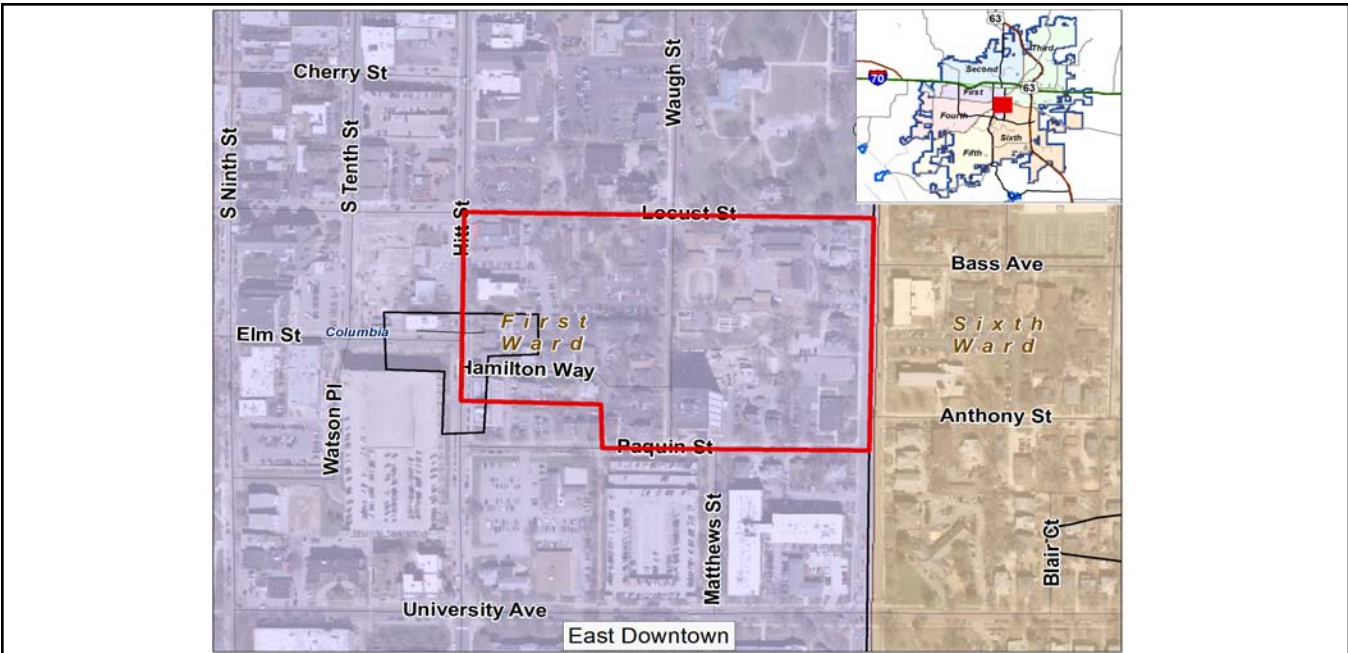 63
Third
Second
70
63
First
Fourth
Sixth
Fifth
Cherry St
Waugh St
S Ninth St
S Tenth St
Hitt St
Locust St
Bass Ave
Elm St
Columbia
First
Ward
Sixth
Ward
Hamilton Way
Watson Pl
Anthony St
Paquin St
Matthews St
Blair Ct
University Ave
East Downtown